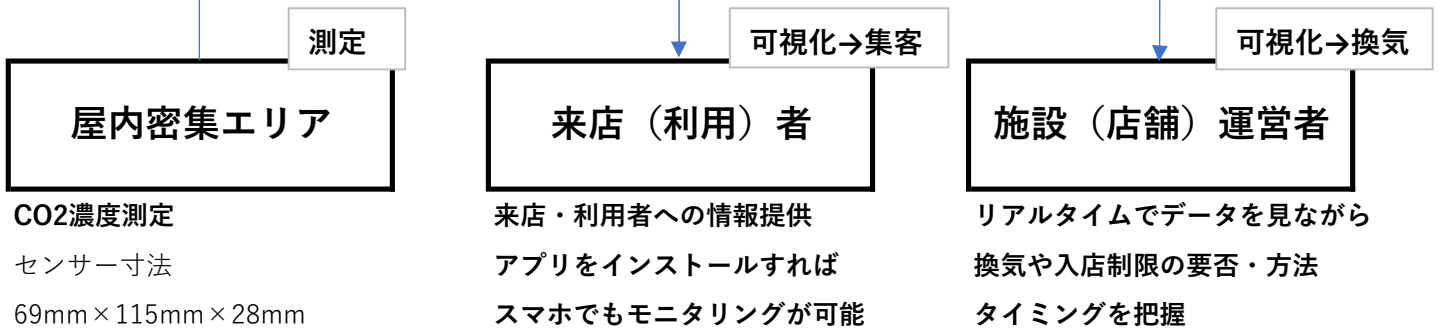 測定
屋内密集エリア
CO2濃度測定
センサー寸法
69mm×115mm×28mm
可視化→集客
来店（利用）者
来店・利用者への情報提供
アプリをインストールすれば
スマホでもモニタリングが可能
可視化→換気
施設（店舗）運営者
リアルタイムでデータを見ながら
換気や入店制限の要否・方法
タイミングを把握